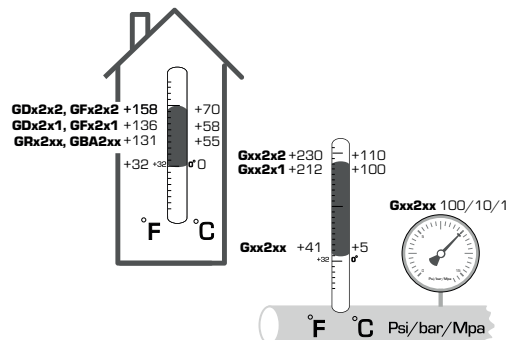 GDx2x2, GFx2x2 +158 +70
GDx2x1, GFx2x1 +136 +58
GRx2xx, GBA2xx +131 +55
+32 +32 0° 0
°F °C
Gxx2x2 +230 +110
Gxx2x1 +212 +100
Gxx2xx +41 +5
+32 0°
°F °C
Gxx2xx 100/10/1
Psi/bar/Mpa
Psi/bar/Mpa